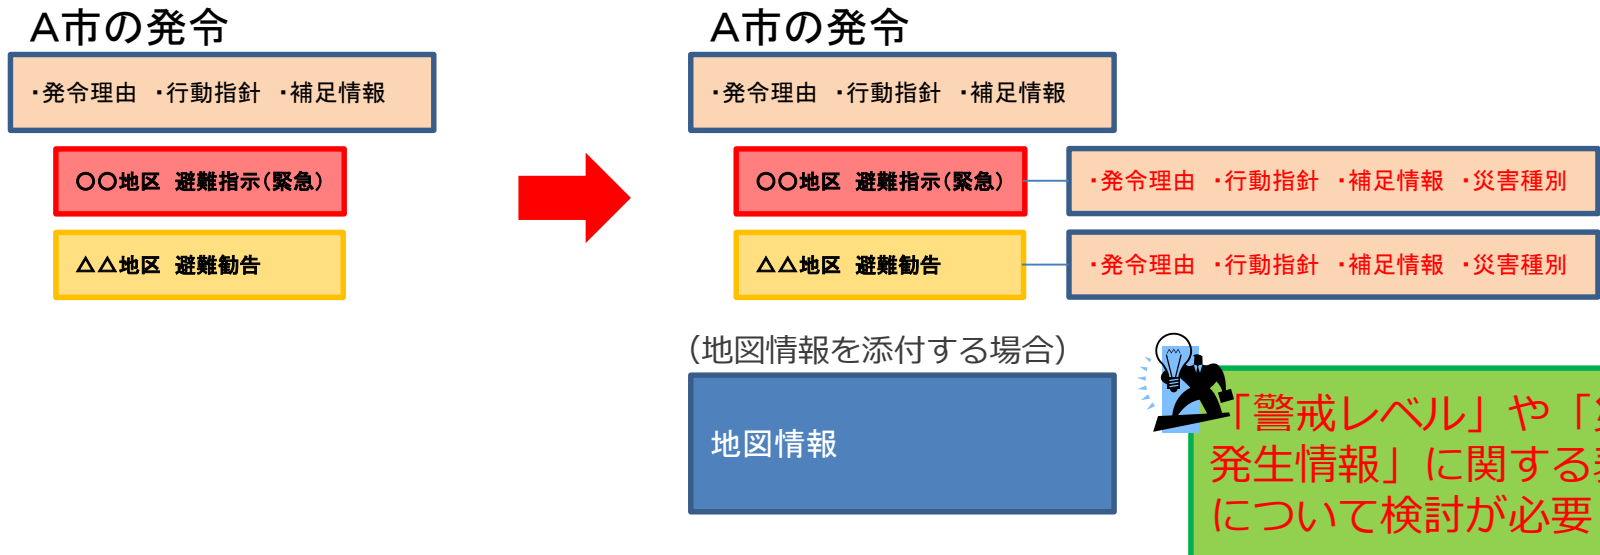 A市の発令
・発令理由 ・行動指針 ・補足情報
〇〇地区 避難指示(緊急)
△△地区 避難勧告
A市の発令
・発令理由 ・行動指針 ・補足情報
〇〇地区 避難指示(緊急)
・発令理由 ・行動指針 ・補足情報 ・災害種別
△△地区 避難勧告
・発令理由 ・行動指針 ・補足情報 ・災害種別
(地図情報を添付する場合)
地図情報
「警戒レベル」や「
発生情報」に関する
について検討が必要